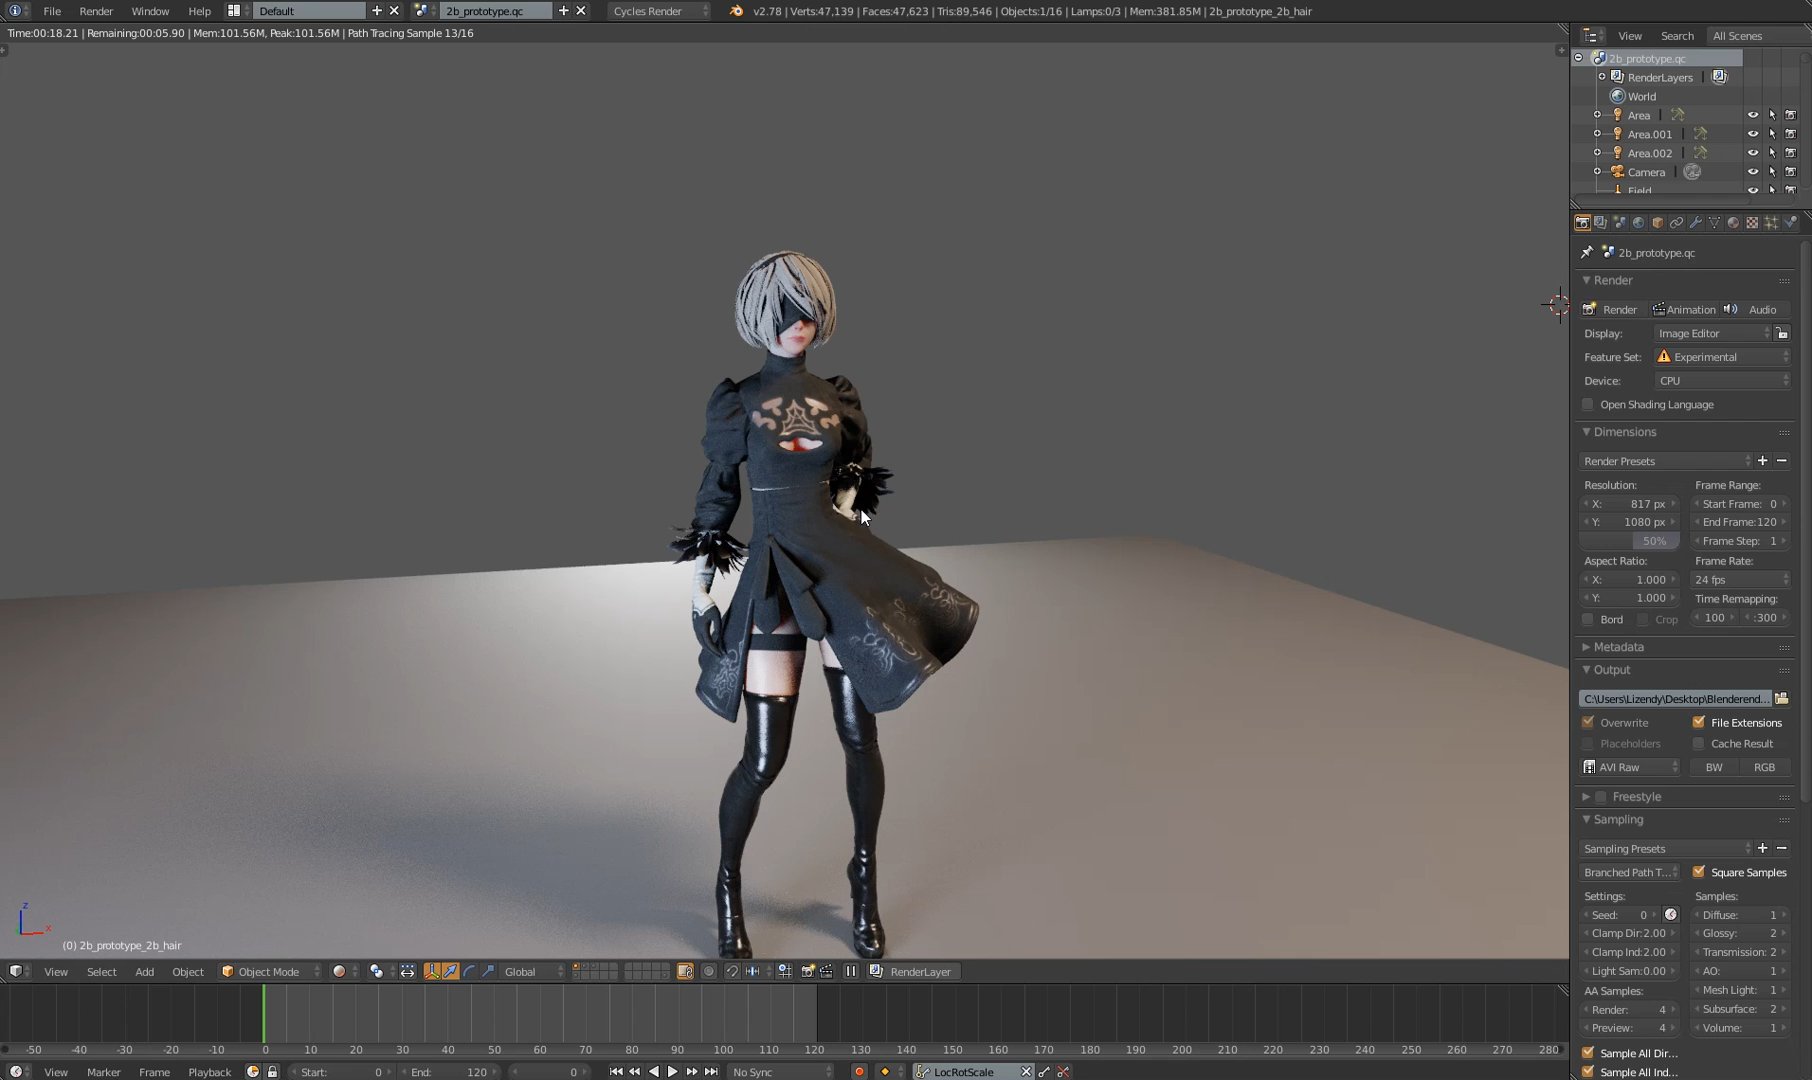 File Render Window Help Default 2b_prototype.qc Cycles Render v2.78 | Verts:47,139 | Faces:47,623 | Tris:89,546 | Objects:1/16 | Lamps:0/3 | Mem:381.85M | 2b_prototype_2b_hair
Time:00:18.21 | Remaining:00:05.90 | Mem:101.56M, Peak:101.56M | Path Tracing Sample 13/16
View Search All Scenes
2b_prototype.qc
RenderLayers |
World
Area |
Area.001 |
Area.002 |
Camera |
Field
2b_prototype.qc
Render
Render Animation Audio
Display: Image Editor
Feature Set: Experimental
Device: CPU
Open Shading Language
Dimensions
Render Presets
Resolution: Frame Range:
X: 817 px Start Frame: 0
Y: 1080 px End Frame:120
50% Frame Step: 1
Aspect Ratio: Frame Rate:
X: 1.000 24 fps
Y: 1.000 Time Remapping:
Bord Crop 100 :300
Metadata
Output
C:\Users\Lizendy\Desktop\Blenderend...
Overwrite File Extensions
Placeholders Cache Result
AVI Raw BW RGB
Freestyle
Sampling
Sampling Presets
Branched Path T... Square Samples
Settings: Samples:
Seed: 0 Diffuse: 1
Clamp Dir:2.00 Glossy: 2
Clamp Ind:2.00 Transmission: 2
Light Sam:0.00 AO: 1
AA Samples: Mesh Light: 1
Render: 4 Subsurface: 2
Preview: 4 Volume: 1
Sample All Dir...
Sample All Ind...
z
x
(0) 2b_prototype_2b_hair
View Select Add Object Object Mode Global RenderLayer
-50 -40 -30 -20 -10 0 10 20 30 40 50 60 70 80 90 100 110 120 130 140 150 160 170 180 190 200 210 220 230 240 250 260 270 280
View Marker Frame Playback Start: 0 End: 120 0 No Sync LocRotScale